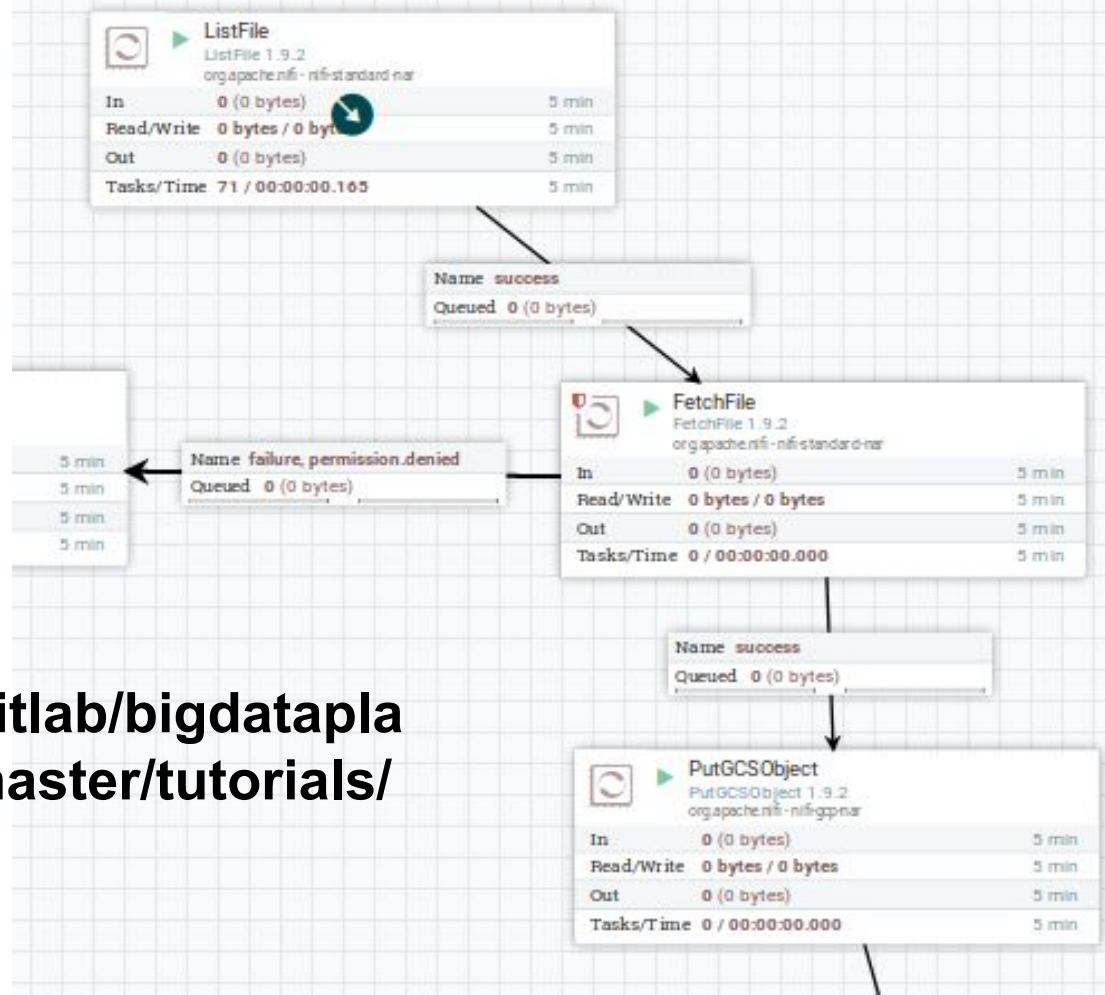 ListFile
ListFile 1.9.2
org.apache.nifi - nifi-standard-nar
In 0 (0 bytes) 5 min
Read/Write 0 bytes / 0 5 min
Out 0 (0 bytes) 5 min
Tasks/Time 71 / 00:00:00.165 5 min
Name success
Queued 0 (0 bytes)
FetchFile
FetchFile 1.9.2
org.apache.nifi - nifi-standard-nar
In 0 (0 bytes) 5 min
Read/Write 0 bytes / 0 bytes 5 min
Out 0 (0 bytes) 5 min
Tasks/Time 0 / 00:00:00.000 5 min
Name failure, permission.denied
Queued 0 (0 bytes)
5 min
5 min
5 min
5 min
Name success
Queued 0 (0 bytes)
itlab/bigdatapla
naster/tutorials/
PutGCSObject
PutGCSObject 1.9.2
org.apache.nifi - nifi-gcp-nar
In 0 (0 bytes) 5 min
Read/Write 0 bytes / 0 bytes 5 min
Out 0 (0 bytes) 5 min
Tasks/Time 0 / 00:00:00.000 5 min